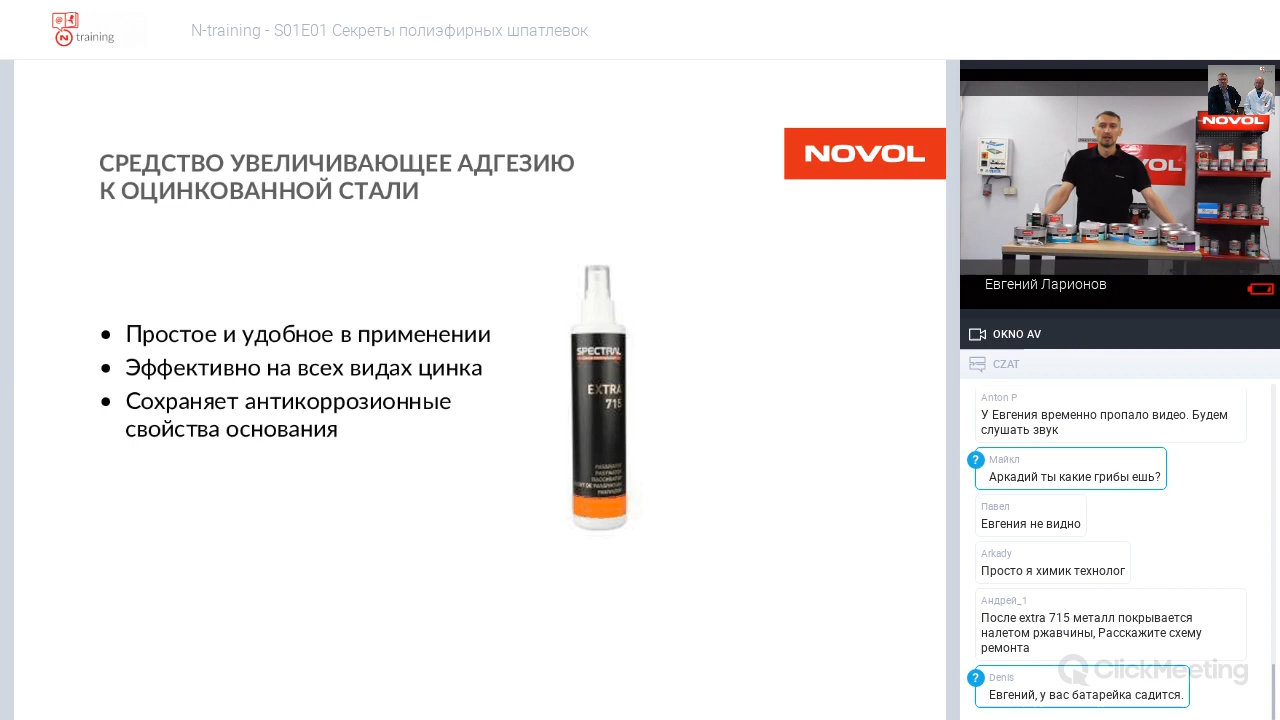 training
N-training - S01E01 Секреты полиэфирных шпатлевок
СРЕДСТВО УВЕЛИЧИВАЮЩЕЕ АДГЕЗИЮ
К ОЦИНКОВАННОЙ СТАЛИ
NOVOL
Простое и удобное в применении
Эффективно на всех видах цинка
Сохраняет антикоррозионные
свойства основания
SPECTRAL
EXTRA
715
NOVOL
Евгений Ларионов
OKNO AV
CZAT
Anton P
У Евгения временно пропало видео. Будем
слушать звук
Майкл
Аркадий ты какие грибы ешь?
Павел
Евгения не видно
Arkady
Просто я химик технолог
Андрей_1
После extra 715 металл покрывается
налетом ржавчины, Расскажите схему
ремонта
Denis
Евгений, у вас батарейка садится.
ClickMeeting